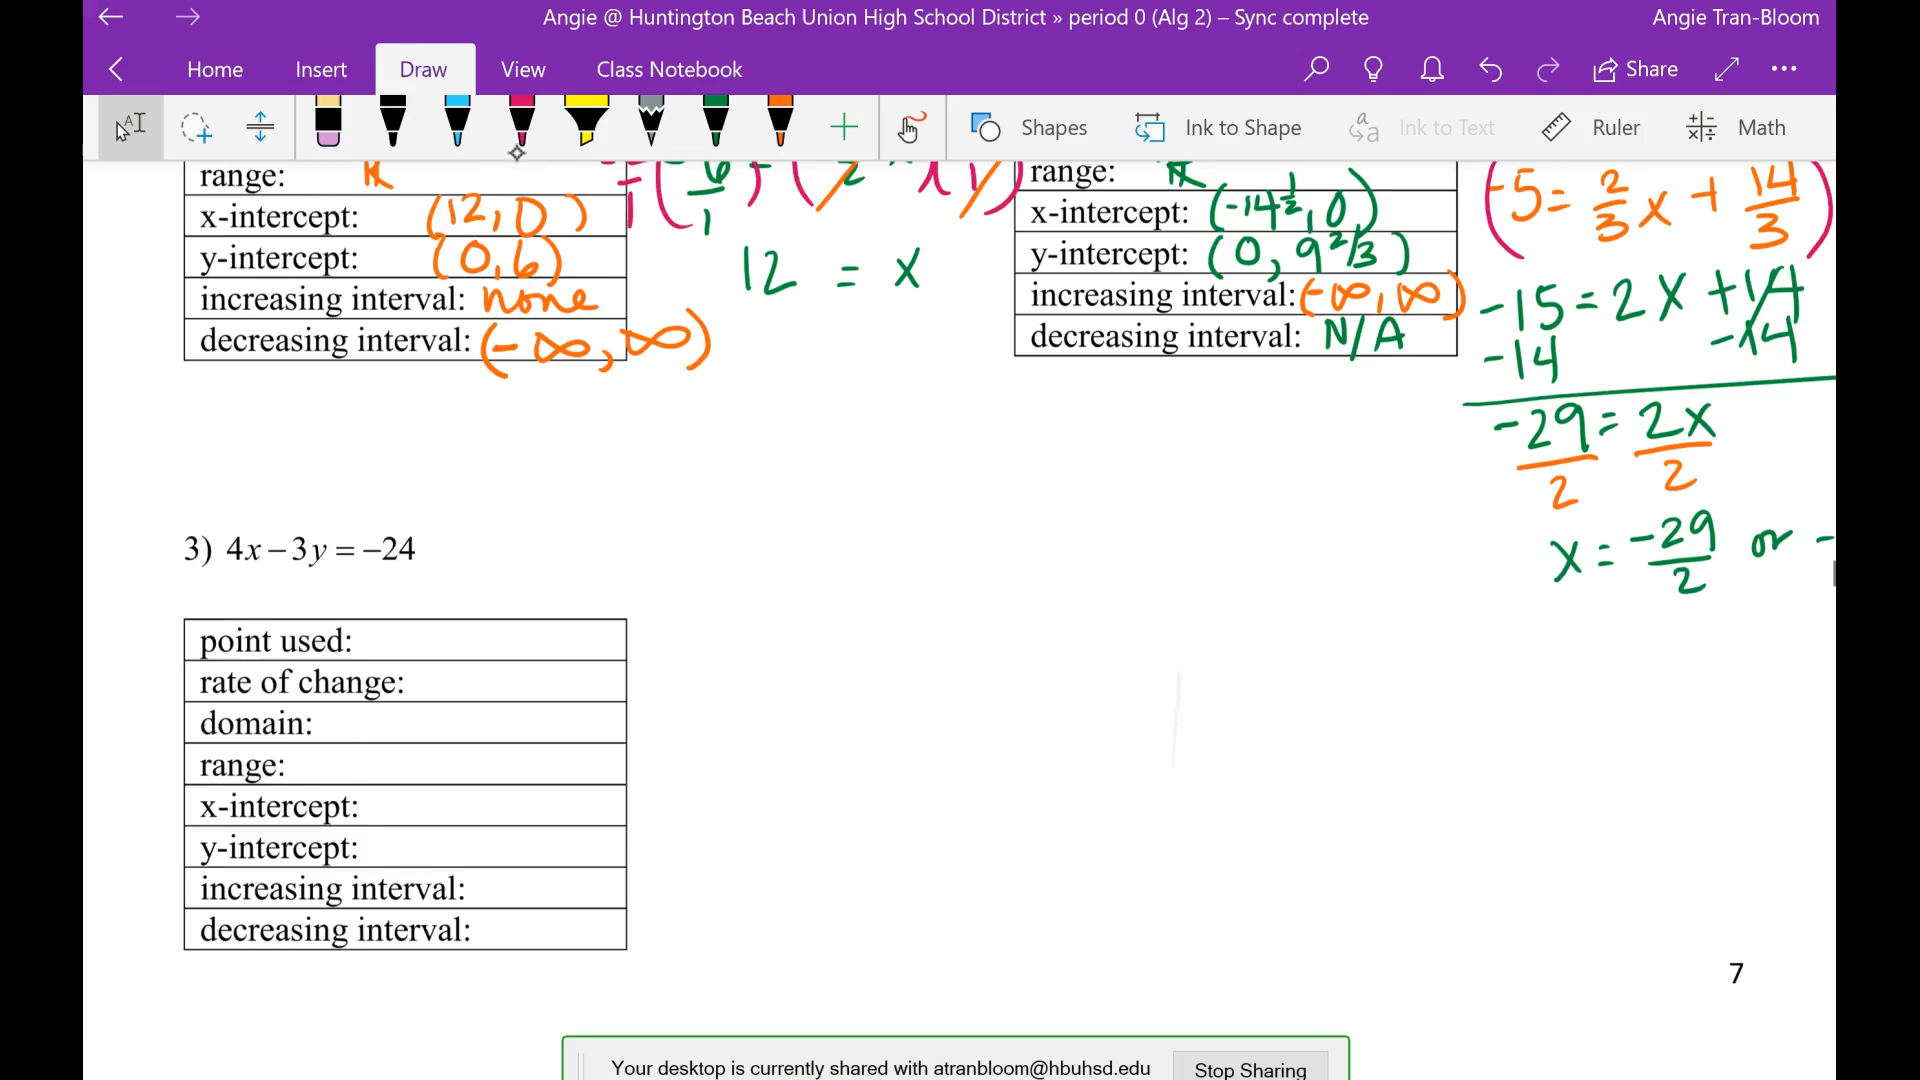 Angie @ Huntington Beach Union High School District » period 0 (Alg 2) – Sync complete
Angie Tran-Bloom
Home Insert Draw View Class Notebook
Share
Shapes Ink to Shape Ink to Text Ruler Math
range: ℝ
x-intercept: (12, 0)
y-intercept: (0, 6)
increasing interval: none
decreasing interval: (-∞, ∞)
12 = x
range: ℝ
x-intercept: (-14 1/2, 0)
y-intercept: (0, 9 2/3)
increasing interval: (-∞, ∞)
decreasing interval: N/A
(-5 = 2/3 x + 14/3)
-15 = 2x + 14
-14 -14
-29 = 2x
2 2
x = -29/2 or -
3) 4x – 3y = –24
point used:
rate of change:
domain:
range:
x-intercept:
y-intercept:
increasing interval:
decreasing interval:
7
Your desktop is currently shared with atranbloom@hbuhsd.edu Stop Sharing